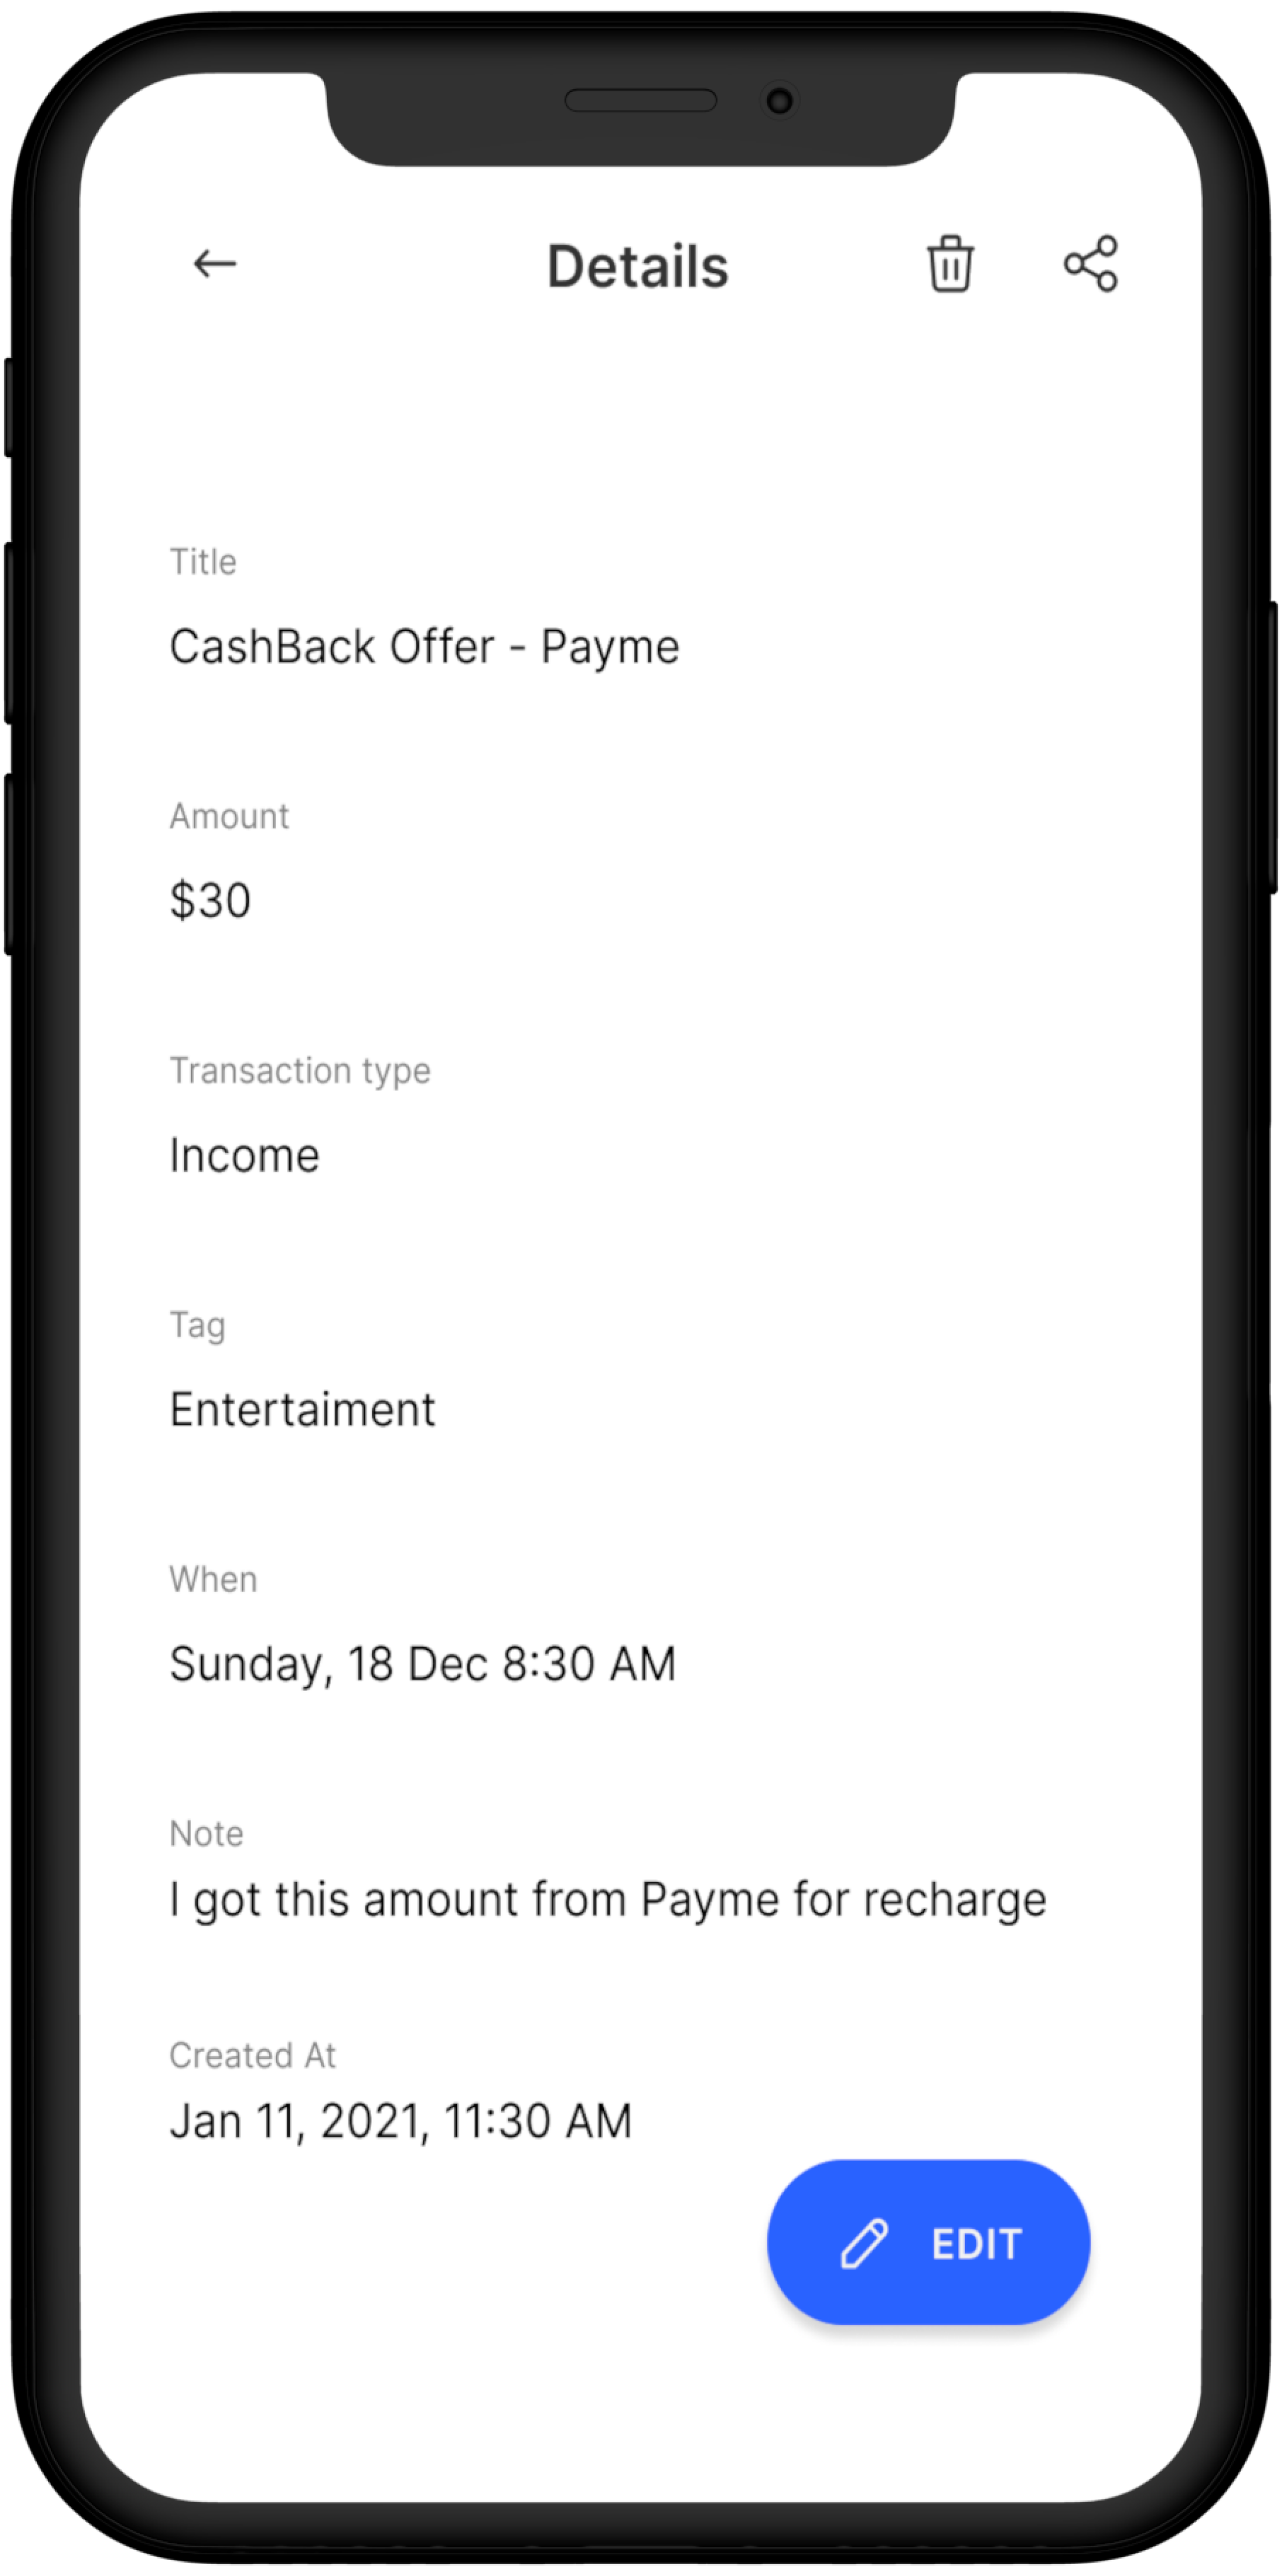 Details
Title
CashBack Offer - Payme
Amount
$30
Transaction type
Income
Tag
Entertaiment
When
Sunday, 18 Dec 8:30 AM
Note
I got this amount from Payme for recharge
Created At
Jan 11, 2021, 11:30 AM
EDIT